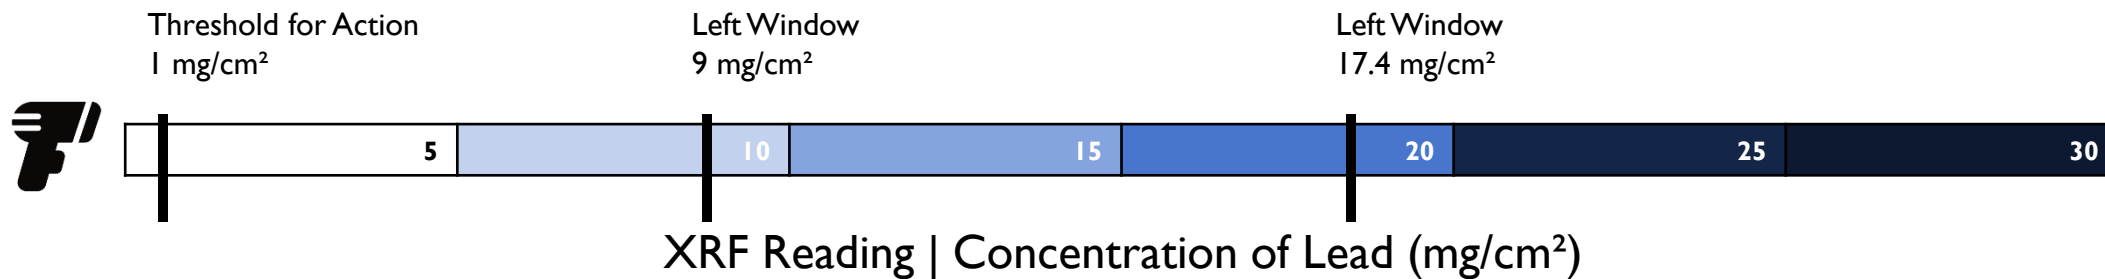 Threshold for Action
1 mg/cm²
Left Window
9 mg/cm²
Left Window
17.4 mg/cm²
5
10
15
20
25
30
XRF Reading | Concentration of Lead (mg/cm²)